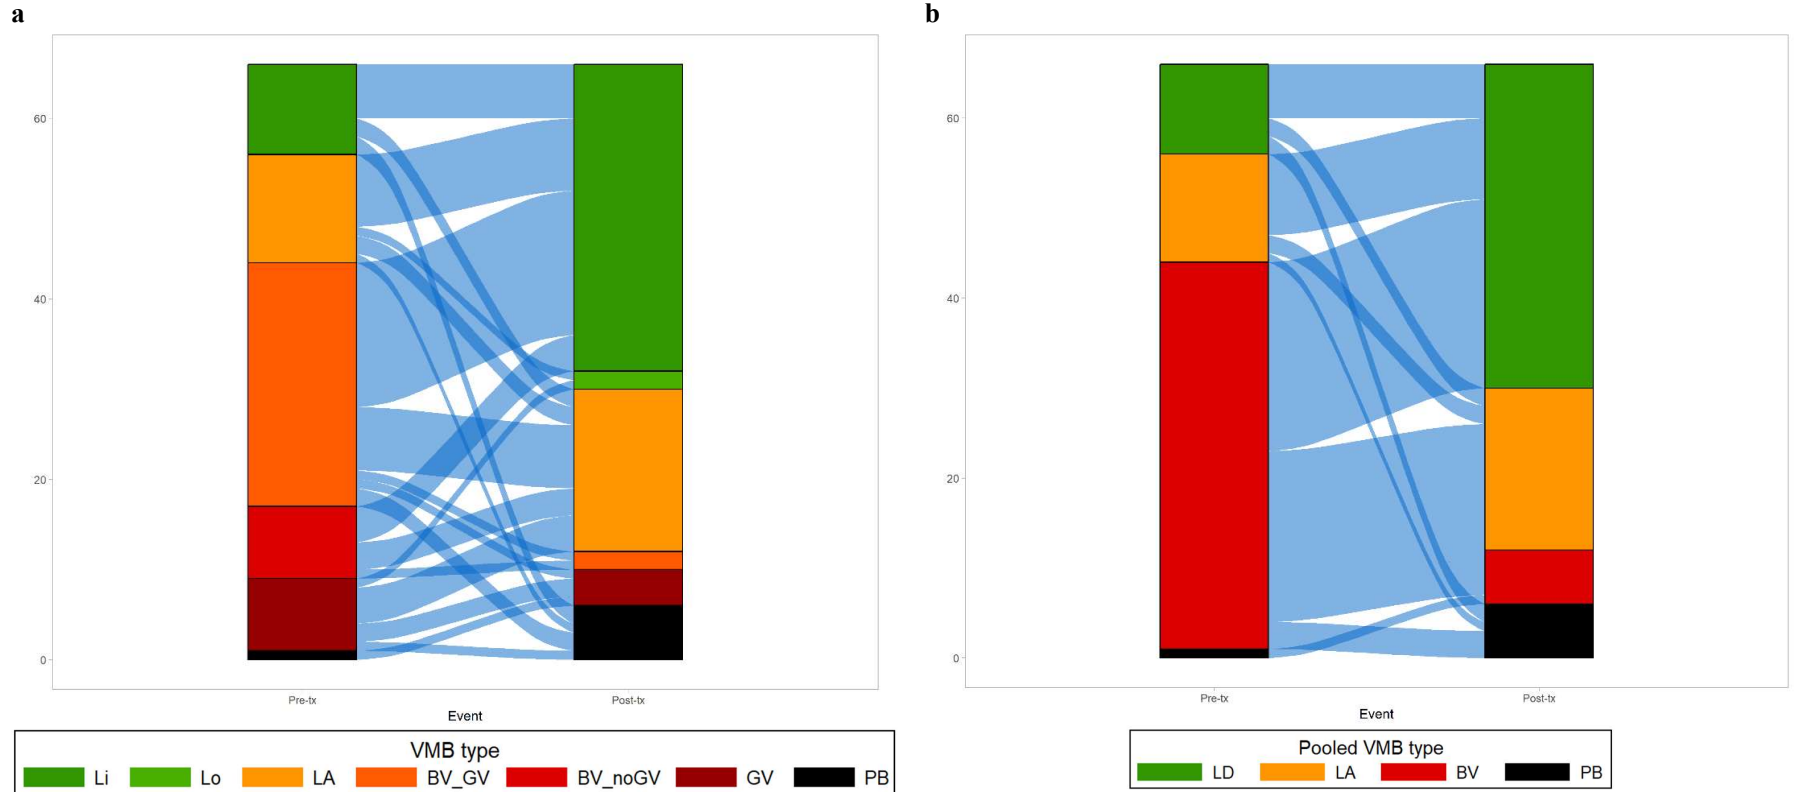 a
60
40
20
0
Pre-tx
Post-tx
Event
VMB type
Li
Lo
LA
BV_GV
BV_noGV
GV
PB
b
60
40
20
0
Pre-tx
Post-tx
Event
Pooled VMB type
LD
LA
BV
PB